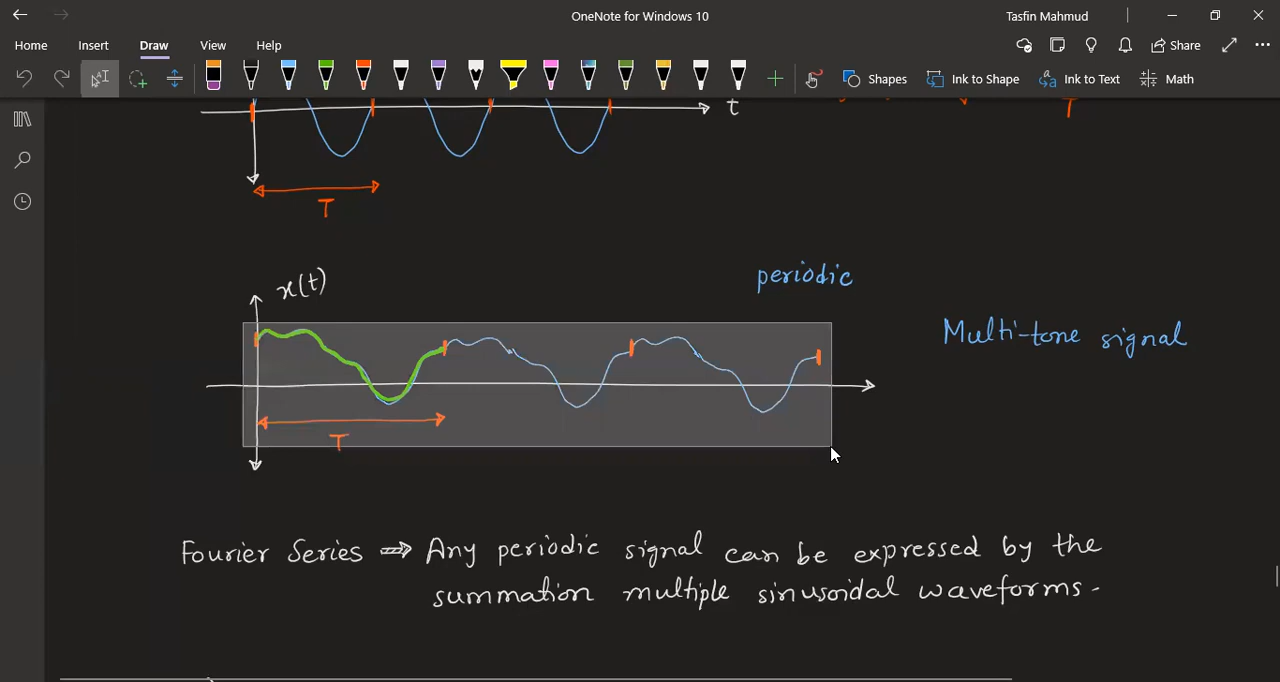 OneNote for Windows 10
Tasfin Mahmud
Home
Insert
Draw
View
Help
Share
Shapes
Ink to Shape
Ink to Text
Math
t
T
T
x(t)
periodic
Multi-tone signal
T
Fourier Series ⇒ Any periodic signal can be expressed by the
summation multiple sinusoidal waveforms.